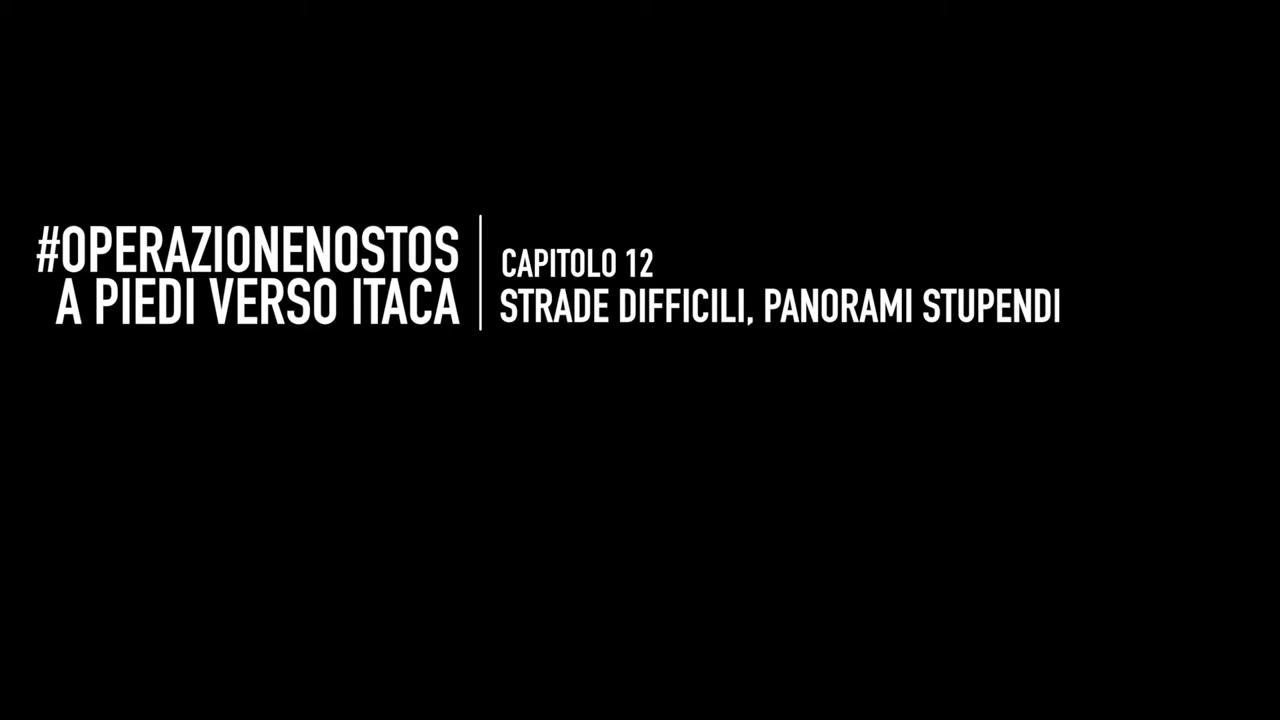 #OPERAZIONENOSTOS
A PIEDI VERSO ITACA
CAPITOLO 12
STRADE DIFFICILI, PANORAMI STUPENDI